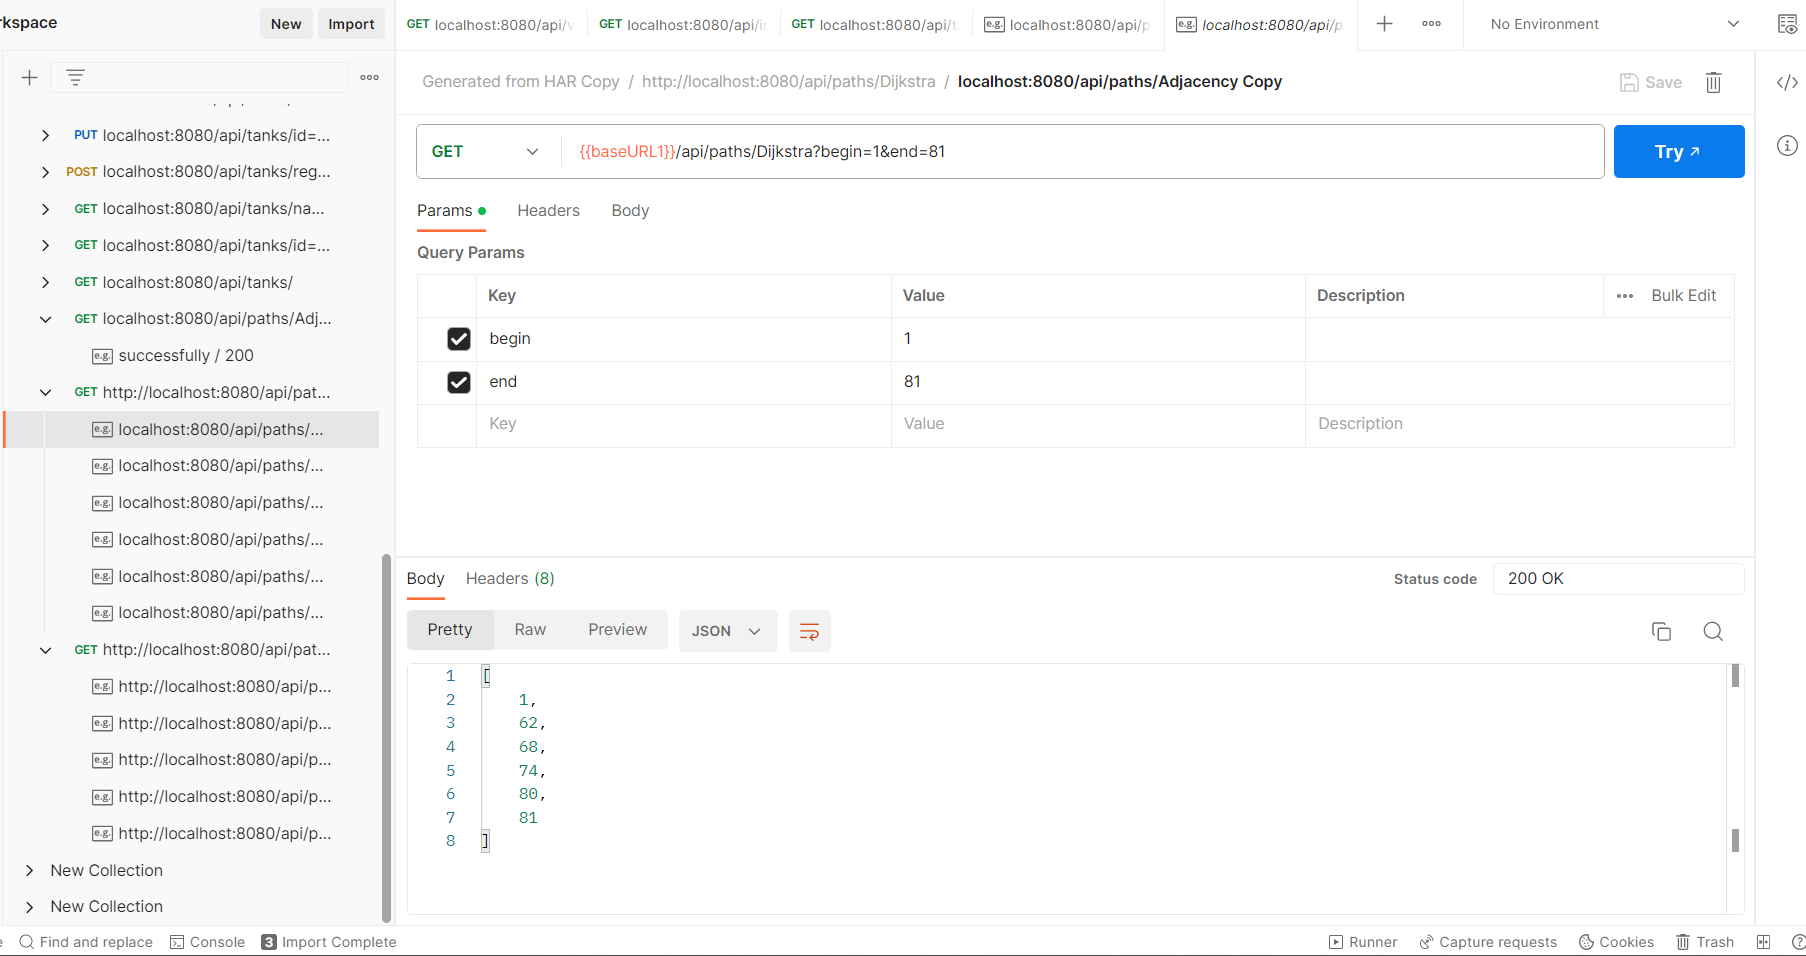 rkspace
New
Import
GET localhost:8080/api/v
GET localhost:8080/api/i
GET localhost:8080/api/t
e.g. localhost:8080/api/p
e.g. localhost:8080/api/p
No Environment
Generated from HAR Copy / http://localhost:8080/api/paths/Dijkstra / localhost:8080/api/paths/Adjacency Copy
Save
PUT localhost:8080/api/tanks/id=...
POST localhost:8080/api/tanks/reg...
GET localhost:8080/api/tanks/na...
GET localhost:8080/api/tanks/id=...
GET localhost:8080/api/tanks/
GET localhost:8080/api/paths/Adj...
e.g. successfully / 200
GET http://localhost:8080/api/pat...
e.g. localhost:8080/api/paths/...
e.g. localhost:8080/api/paths/...
e.g. localhost:8080/api/paths/...
e.g. localhost:8080/api/paths/...
e.g. localhost:8080/api/paths/...
e.g. localhost:8080/api/paths/...
GET http://localhost:8080/api/pat...
e.g. http://localhost:8080/api/p...
e.g. http://localhost:8080/api/p...
e.g. http://localhost:8080/api/p...
e.g. http://localhost:8080/api/p...
e.g. http://localhost:8080/api/p...
New Collection
New Collection
GET
{{baseURL1}}/api/paths/Dijkstra?begin=1&end=81
Try
Params
Headers
Body
Query Params
Key Value Description Bulk Edit
begin 1
end 81
Key Value Description
Body
Headers (8)
Status code
200 OK
Pretty
Raw
Preview
JSON
1 [
2 1,
3 62,
4 68,
5 74,
6 80,
7 81
8 ]
Find and replace
Console
3 Import Complete
Runner
Capture requests
Cookies
Trash